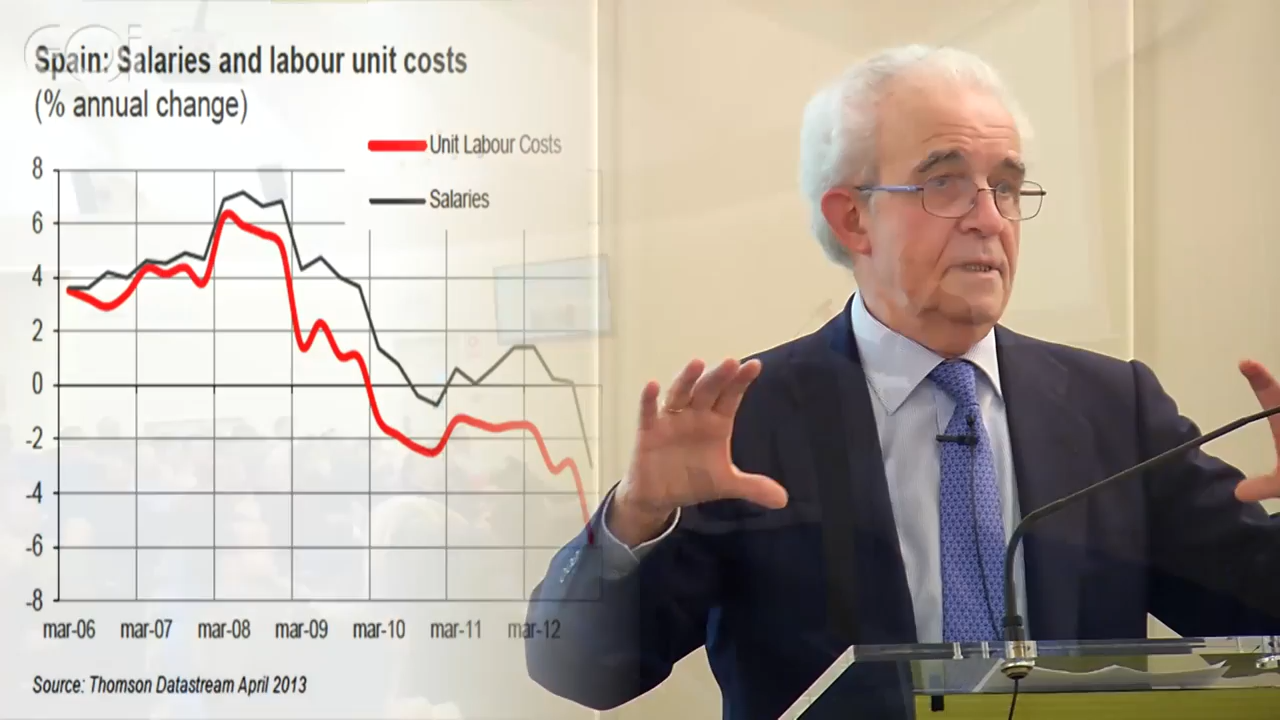 Spain: Salaries and labour unit costs
(% annual change)
Unit Labour Costs
Salaries
8
6
4
2
0
-2
-4
-6
-8
mar-06 mar-07 mar-08 mar-09 mar-10 mar-11 mar-12
Source: Thomson Datastream April 2013